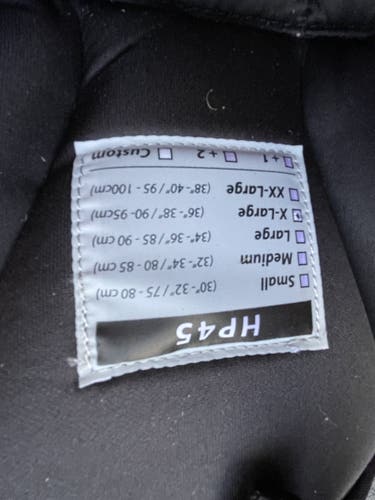 HP45
Small (30"-32"/75 - 80 cm)
Medium (32"-34"/80 - 85 cm)
Large (34"-36"/85 - 90 cm)
X-Large (36"-38"/90-95cm)
XX-Large (38"-40"/95 - 100cm)
+1 +2 Custom